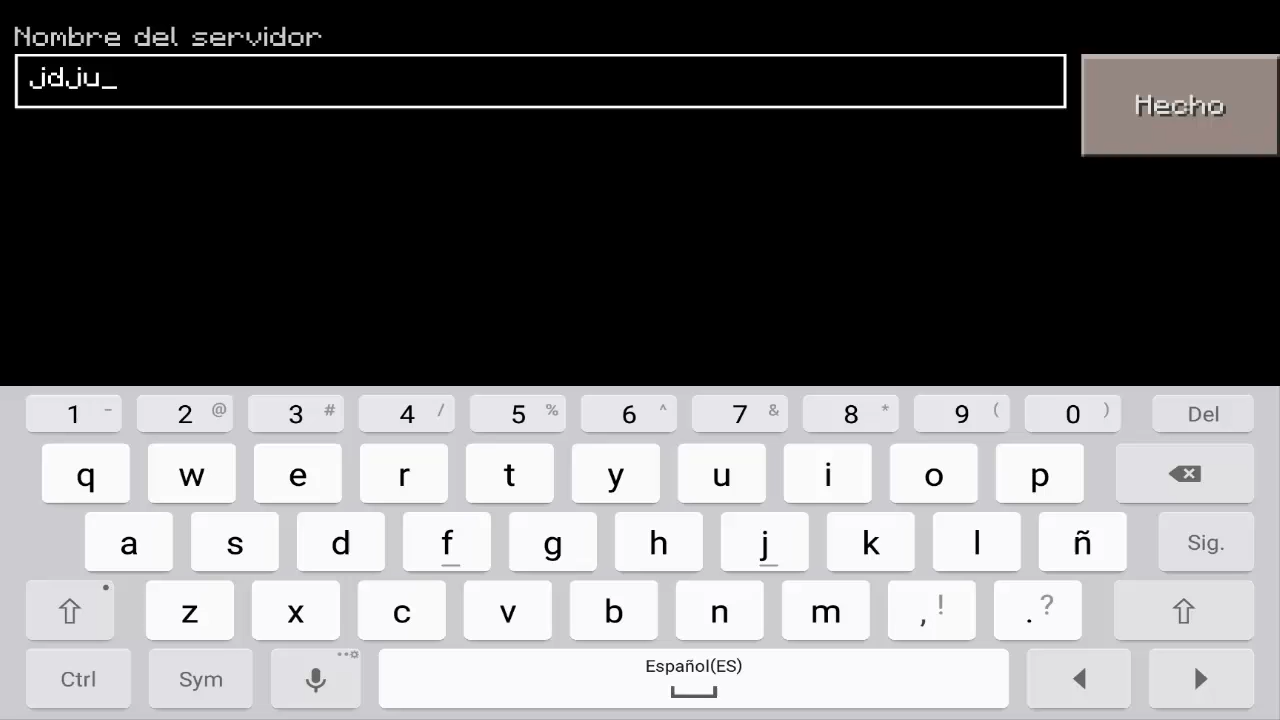 Nombre del servidor
jdju_
Hecho
1 - 2 @ 3 # 4 / 5 % 6 ^ 7 & 8 * 9 ( 0 ) Del
q w e r t y u i o p
a s d f g h j k l ñ Sig.
z x c v b n m , ! . ?
Ctrl Sym Español(ES)